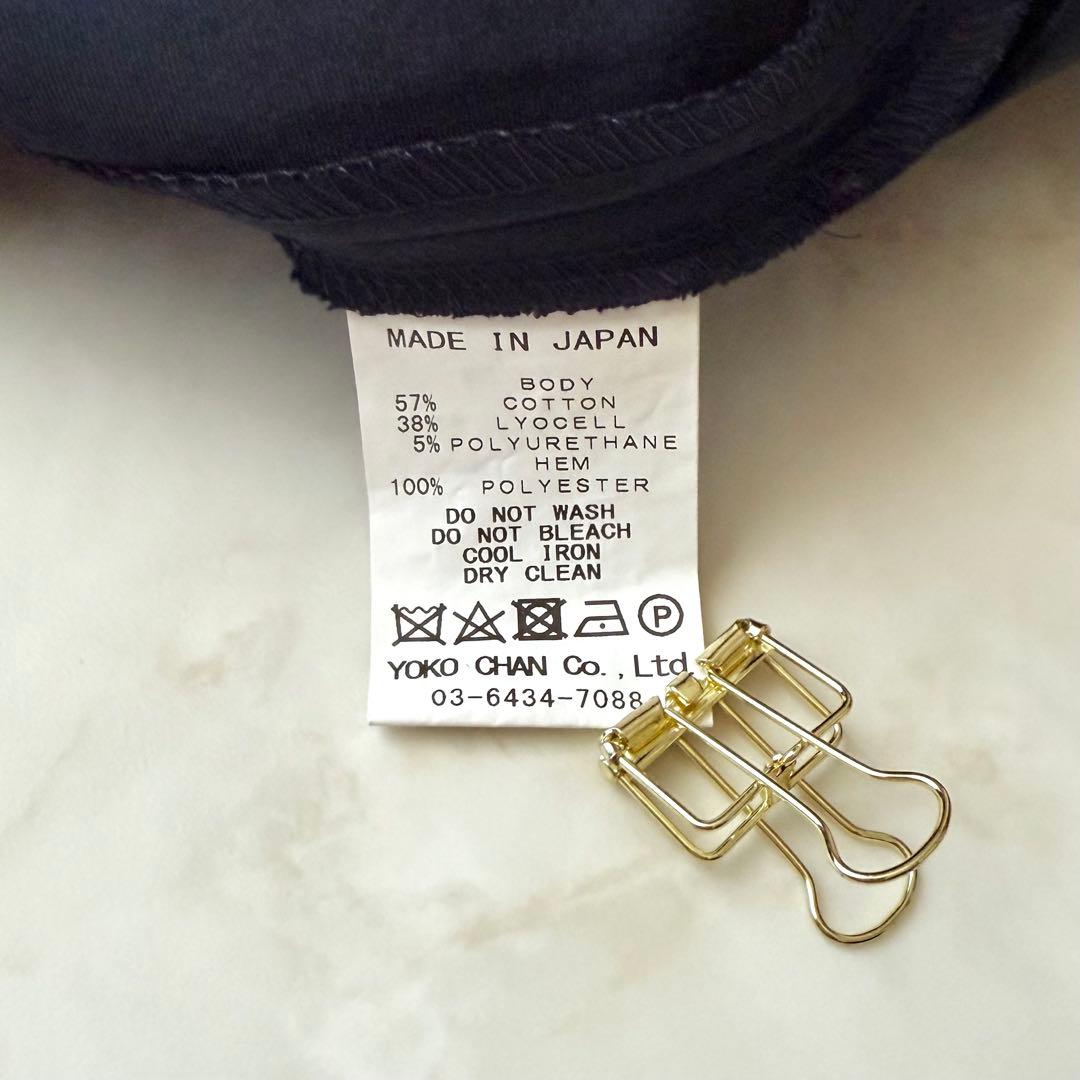 MADE IN JAPAN
BODY
57% COTTON
38% LYOCELL
5% POLYURETHANE
HEM
100% POLYESTER
DO NOT WASH
DO NOT BLEACH
COOL IRON
DRY CLEAN
P
YOKO CHAN Co., Ltd
03-6434-7088